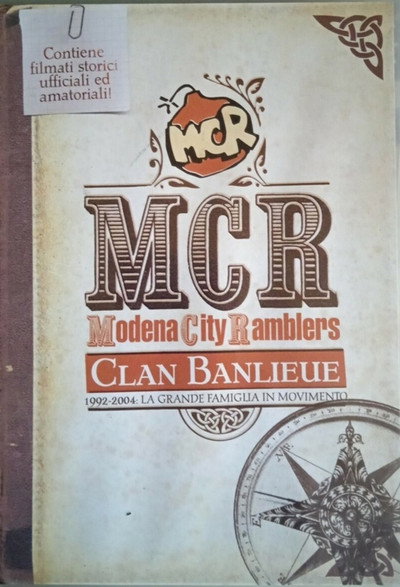 Contiene
filmati storici
ufficiali ed
amatoriali!
MCR
MCR
Modena City Ramblers
CLAN BANLIEUE
1992-2004: LA GRANDE FAMIGLIA IN MOVIMENTO